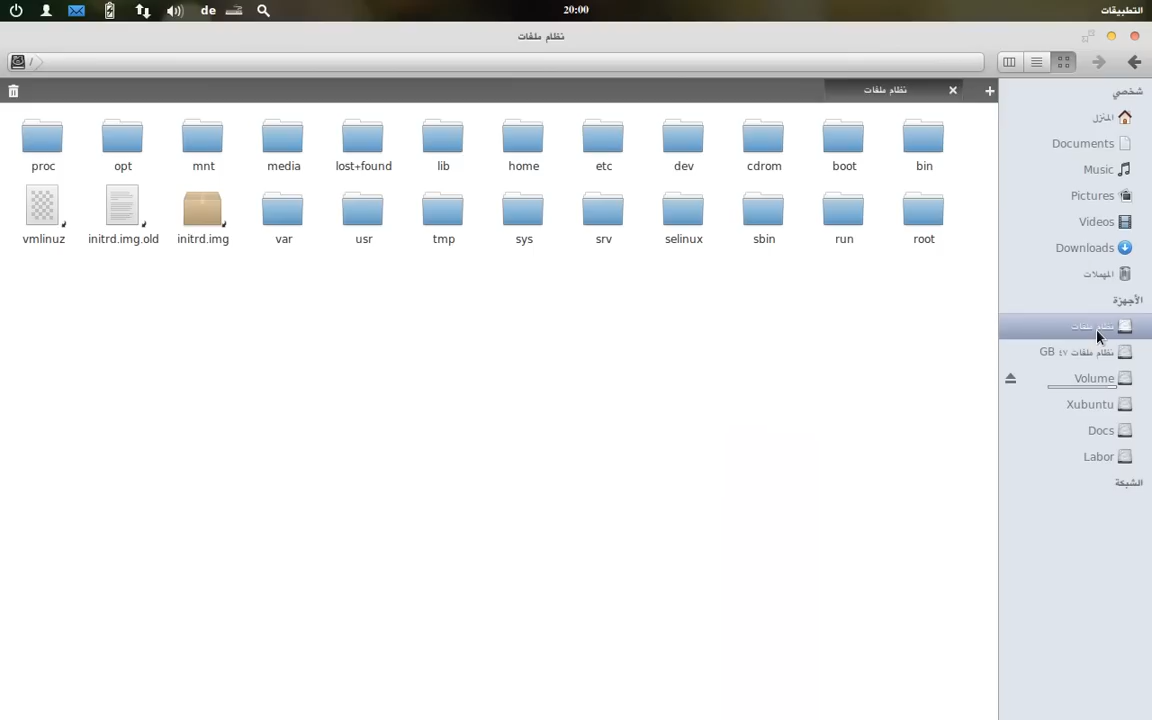 التطبيقات
20:00
de
نظام ملفات
/
نظام ملفات
شخصي
المنزل
Documents
Music
Pictures
Videos
Downloads
المهملات
الأجهزة
نظام ملفات
نظام ملفات ٤٧ GB
Volume
Xubuntu
Docs
Labor
الشبكة
bin boot cdrom dev etc home lib lost+found media mnt opt proc
root run sbin selinux srv sys tmp usr var initrd.img initrd.img.old vmlinuz